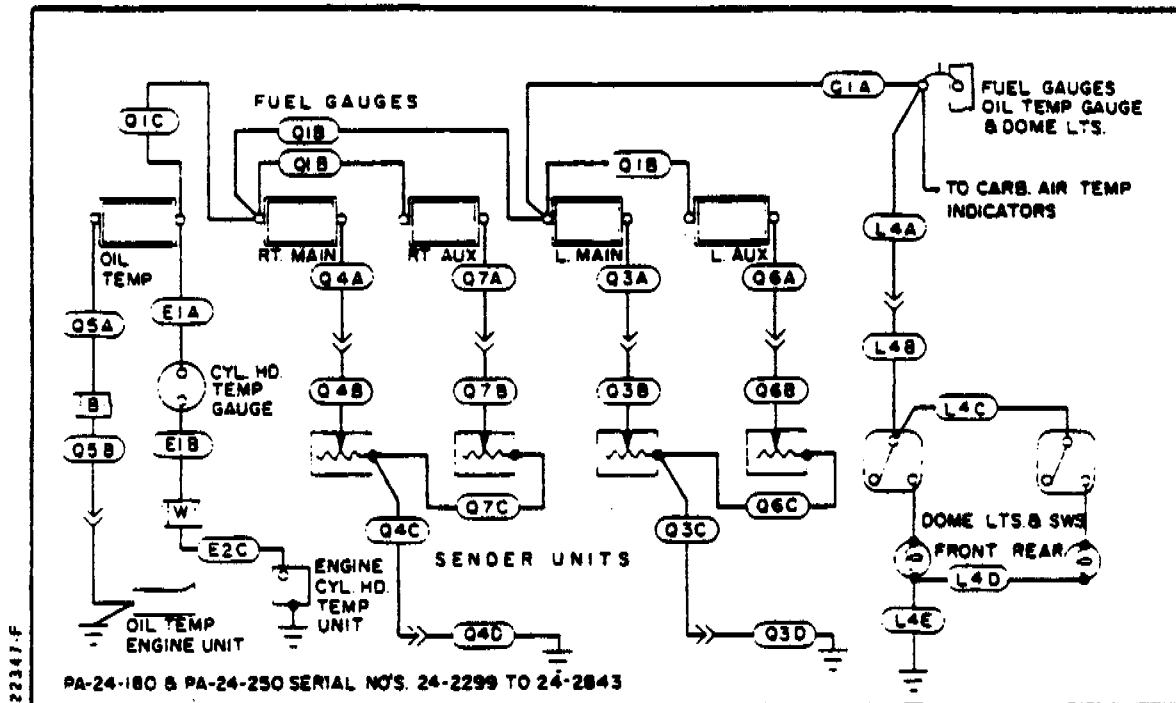 FUEL GAUGES
Q1C
Q1B
Q1B
Q1B
G1A
FUEL GAUGES
OIL TEMP GAUGE
& DOME LTS.
TO CARB. AIR TEMP
INDICATORS
OIL
TEMP
RT. MAIN
RT. AUX
L. MAIN
L. AUX
L4A
Q4A
Q7A
Q3A
Q6A
Q5A
E1A
L4B
CYL. HD.
TEMP
GAUGE
B
Q4B
Q7B
Q3B
Q6B
L4C
Q5B
E1B
W
Q7C
Q6C
Q4C
Q3C
DOME LTS. & SWS
E2C
SENDER UNITS
FRONT REAR
L4D
ENGINE
CYL. HD.
TEMP
UNIT
L4E
OIL TEMP
ENGINE UNIT
Q4D
Q3D
PA-24-180 & PA-24-250 SERIAL NO'S. 24-2299 TO 24-2843
22347-F